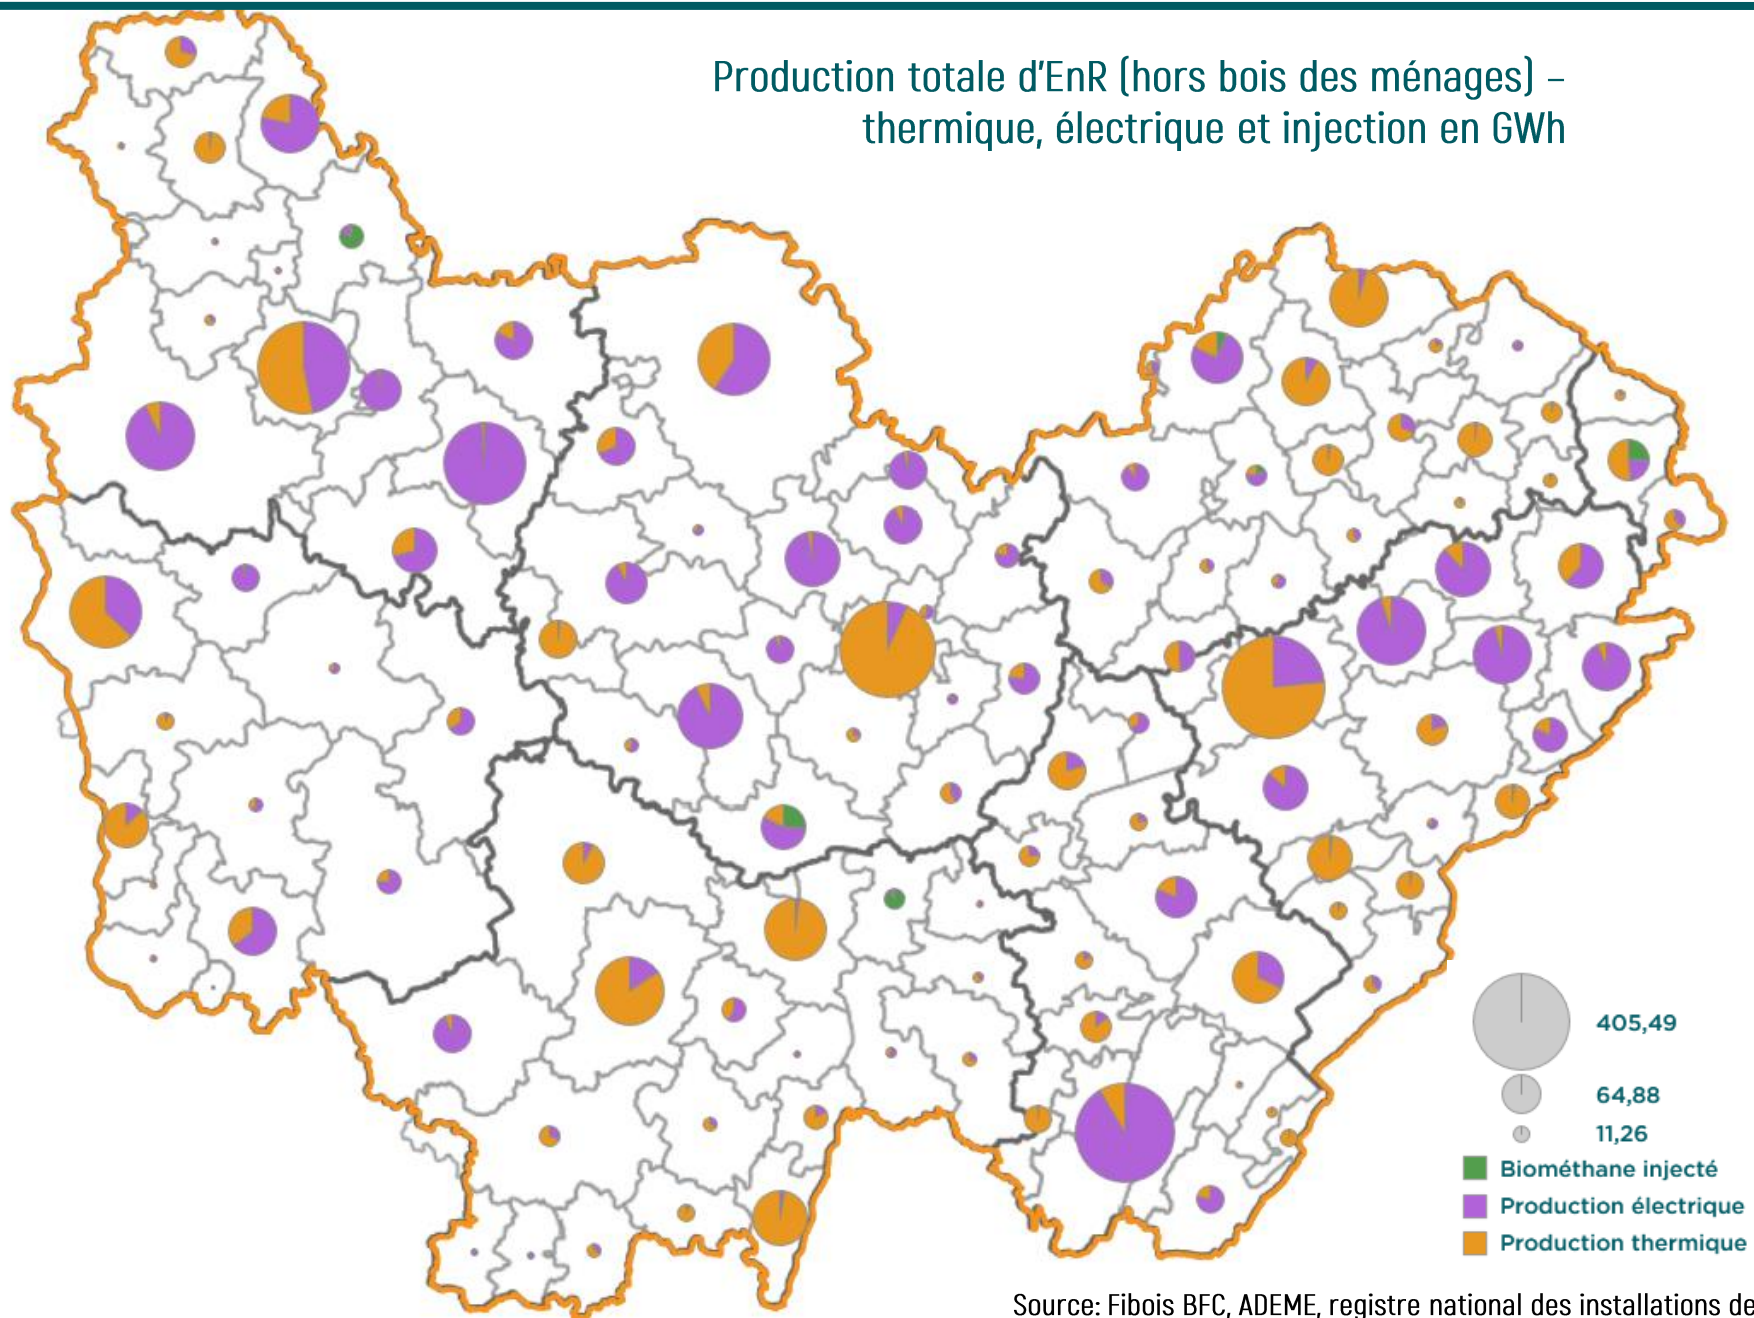 Production totale d'EnR (hors bois des ménages) –
thermique, électrique et injection en GWh
405,49
64,88
11,26
Biométhane injecté
Production électrique
Production thermique
Source: Fibois BFC, ADEME, registre national des installations de